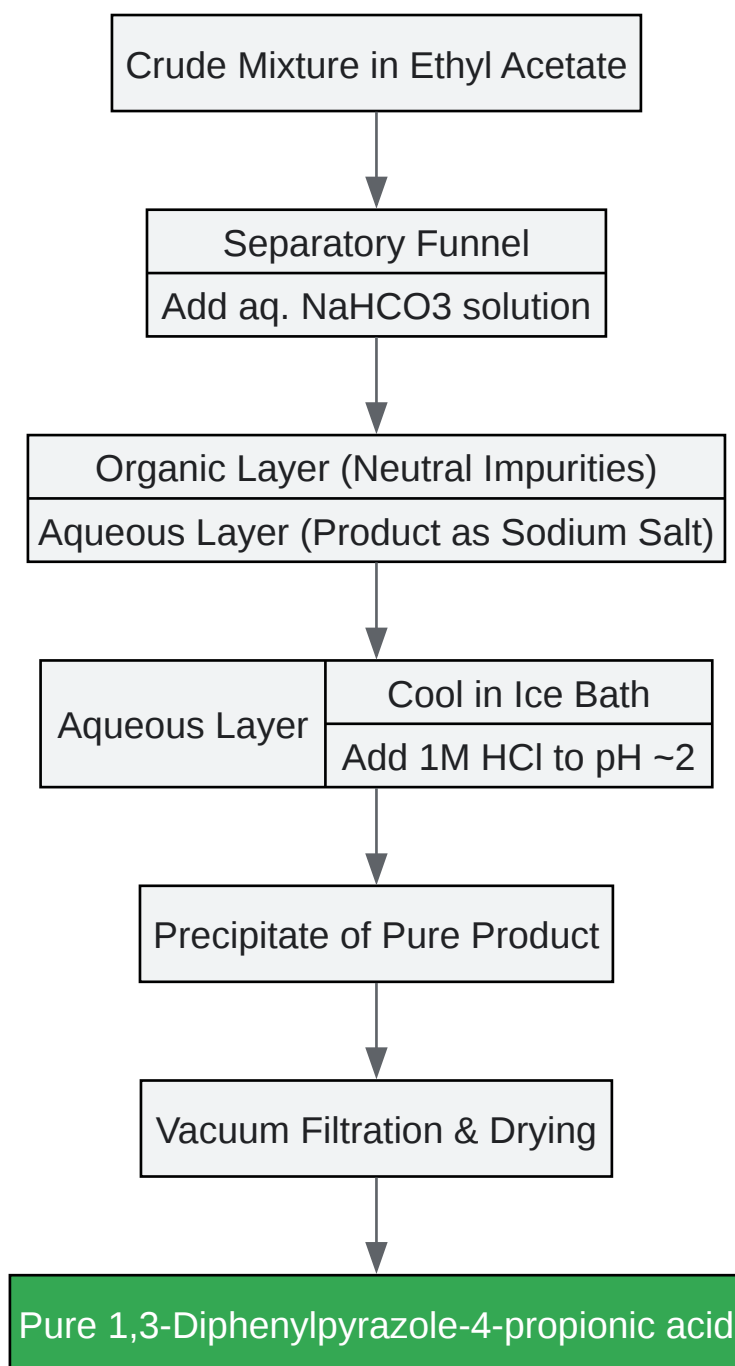 Crude Mixture in Ethyl Acetate
Separatory Funnel
Add aq. NaHCO3 solution
Organic Layer (Neutral Impurities)
Aqueous Layer (Product as Sodium Salt)
Aqueous Layer
Cool in Ice Bath
Add 1M HCl to pH ~2
Precipitate of Pure Product
Vacuum Filtration & Drying
Pure 1,3-Diphenylpyrazole-4-propionic acid